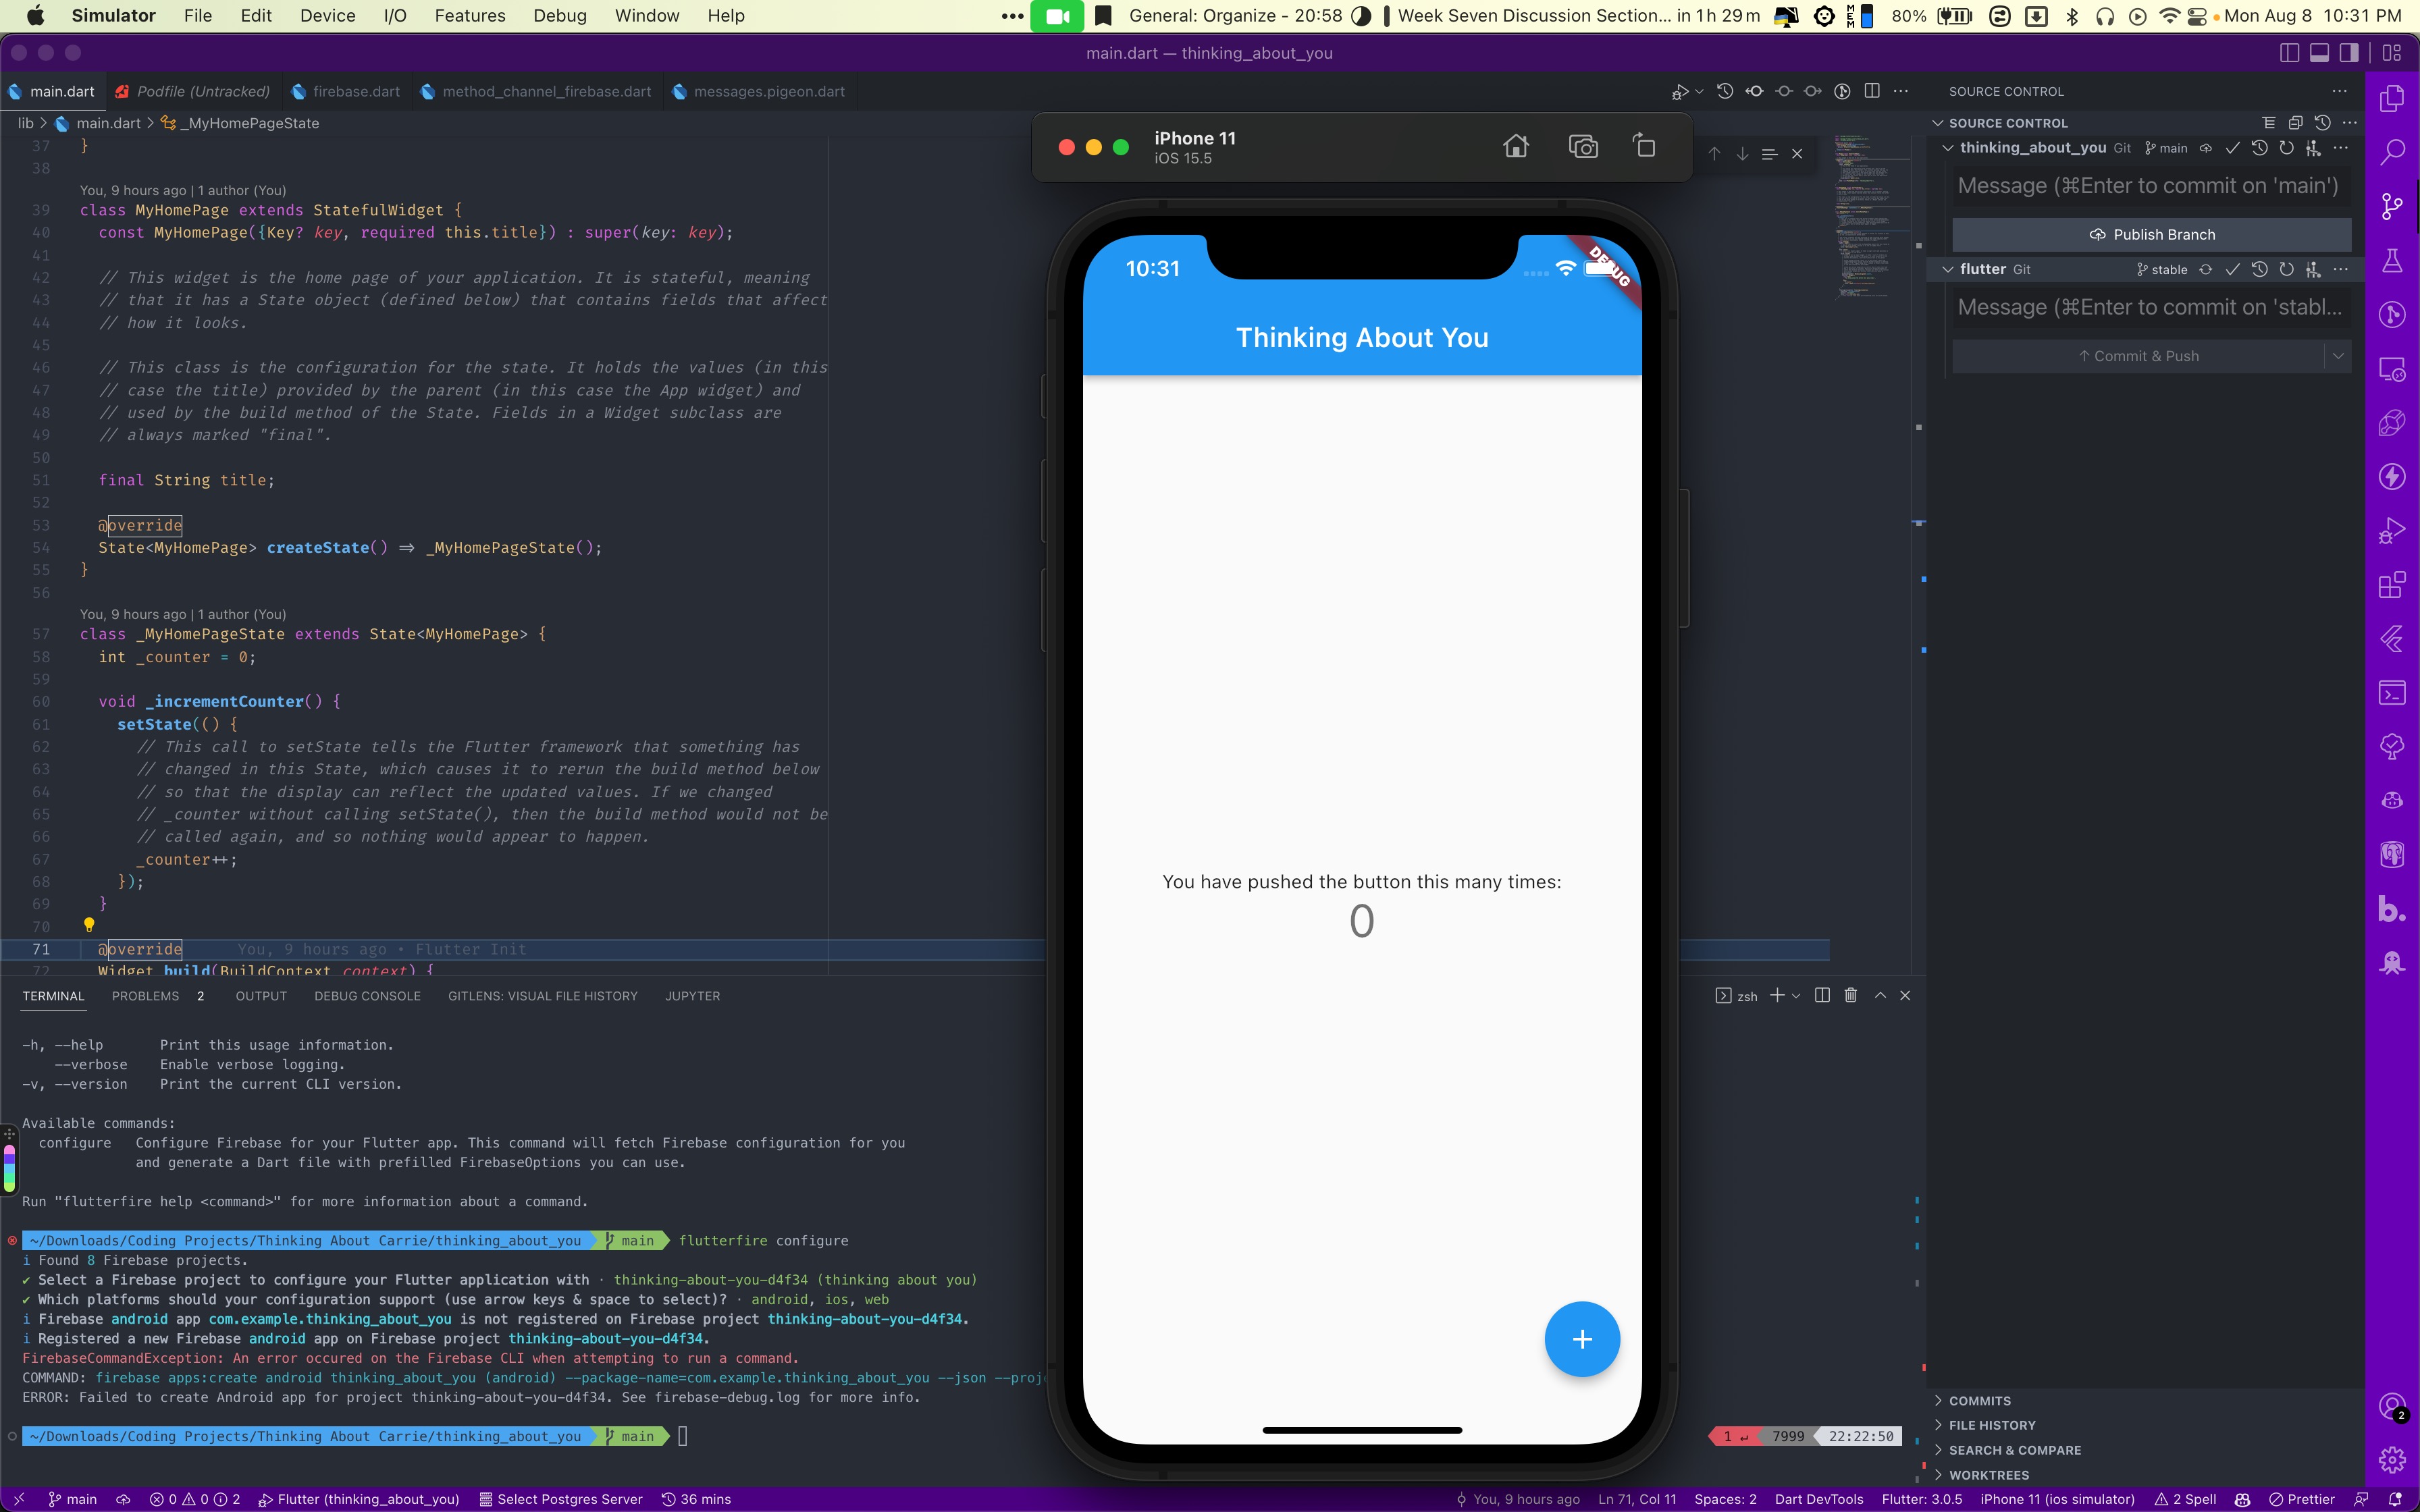 Simulator File Edit Device I/O Features Debug Window Help
General: Organize - 20:58 Week Seven Discussion Section... in 1 h 29 m MEM 80% Mon Aug 8 10:31 PM
main.dart — thinking_about_you
main.dart Podfile (Untracked) firebase.dart method_channel_firebase.dart messages.pigeon.dart
lib > main.dart > _MyHomePageState
37 }
38
You, 9 hours ago | 1 author (You)
39 class MyHomePage extends StatefulWidget {
40 const MyHomePage({Key? key, required this.title}) : super(key: key);
41
42 // This widget is the home page of your application. It is stateful, meaning
43 // that it has a State object (defined below) that contains fields that affect
44 // how it looks.
45
46 // This class is the configuration for the state. It holds the values (in this
47 // case the title) provided by the parent (in this case the App widget) and
48 // used by the build method of the State. Fields in a Widget subclass are
49 // always marked "final".
50
51 final String title;
52
53 @override
54 State<MyHomePage> createState() => _MyHomePageState();
55 }
56
You, 9 hours ago | 1 author (You)
57 class _MyHomePageState extends State<MyHomePage> {
58 int _counter = 0;
59
60 void _incrementCounter() {
61 setState(() {
62 // This call to setState tells the Flutter framework that something has
63 // changed in this State, which causes it to rerun the build method below
64 // so that the display can reflect the updated values. If we changed
65 // _counter without calling setState(), then the build method would not be
66 // called again, and so nothing would appear to happen.
67 _counter++;
68 });
69 }
70
71 @override You, 9 hours ago • Flutter Init
72 Widget build(BuildContext context) {
iPhone 11
iOS 15.5
10:31
DEBUG
Thinking About You
You have pushed the button this many times:
0
+
SOURCE CONTROL
SOURCE CONTROL
thinking_about_you Git main
Message (⌘Enter to commit on 'main')
Publish Branch
flutter Git stable
Message (⌘Enter to commit on 'stabl...
↑ Commit & Push
COMMITS
FILE HISTORY
SEARCH & COMPARE
WORKTREES
2
TERMINAL PROBLEMS 2 OUTPUT DEBUG CONSOLE GITLENS: VISUAL FILE HISTORY JUPYTER
zsh
-h, --help Print this usage information.
--verbose Enable verbose logging.
-v, --version Print the current CLI version.
Available commands:
configure Configure Firebase for your Flutter app. This command will fetch Firebase configuration for you
and generate a Dart file with prefilled FirebaseOptions you can use.
Run "flutterfire help <command>" for more information about a command.
~/Downloads/Coding Projects/Thinking About Carrie/thinking_about_you main flutterfire configure
i Found 8 Firebase projects.
✔ Select a Firebase project to configure your Flutter application with · thinking-about-you-d4f34 (thinking about you)
✔ Which platforms should your configuration support (use arrow keys & space to select)? · android, ios, web
i Firebase android app com.example.thinking_about_you is not registered on Firebase project thinking-about-you-d4f34.
i Registered a new Firebase android app on Firebase project thinking-about-you-d4f34.
FirebaseCommandException: An error occured on the Firebase CLI when attempting to run a command.
COMMAND: firebase apps:create android thinking_about_you (android) --package-name=com.example.thinking_about_you --json --proj
ERROR: Failed to create Android app for project thinking-about-you-d4f34. See firebase-debug.log for more info.
~/Downloads/Coding Projects/Thinking About Carrie/thinking_about_you main
1 ↵ 7999 22:22:50
main 0 0 2 Flutter (thinking_about_you) Select Postgres Server 36 mins You, 9 hours ago Ln 71, Col 11 Spaces: 2 Dart DevTools Flutter: 3.0.5 iPhone 11 (ios simulator) 2 Spell Prettier